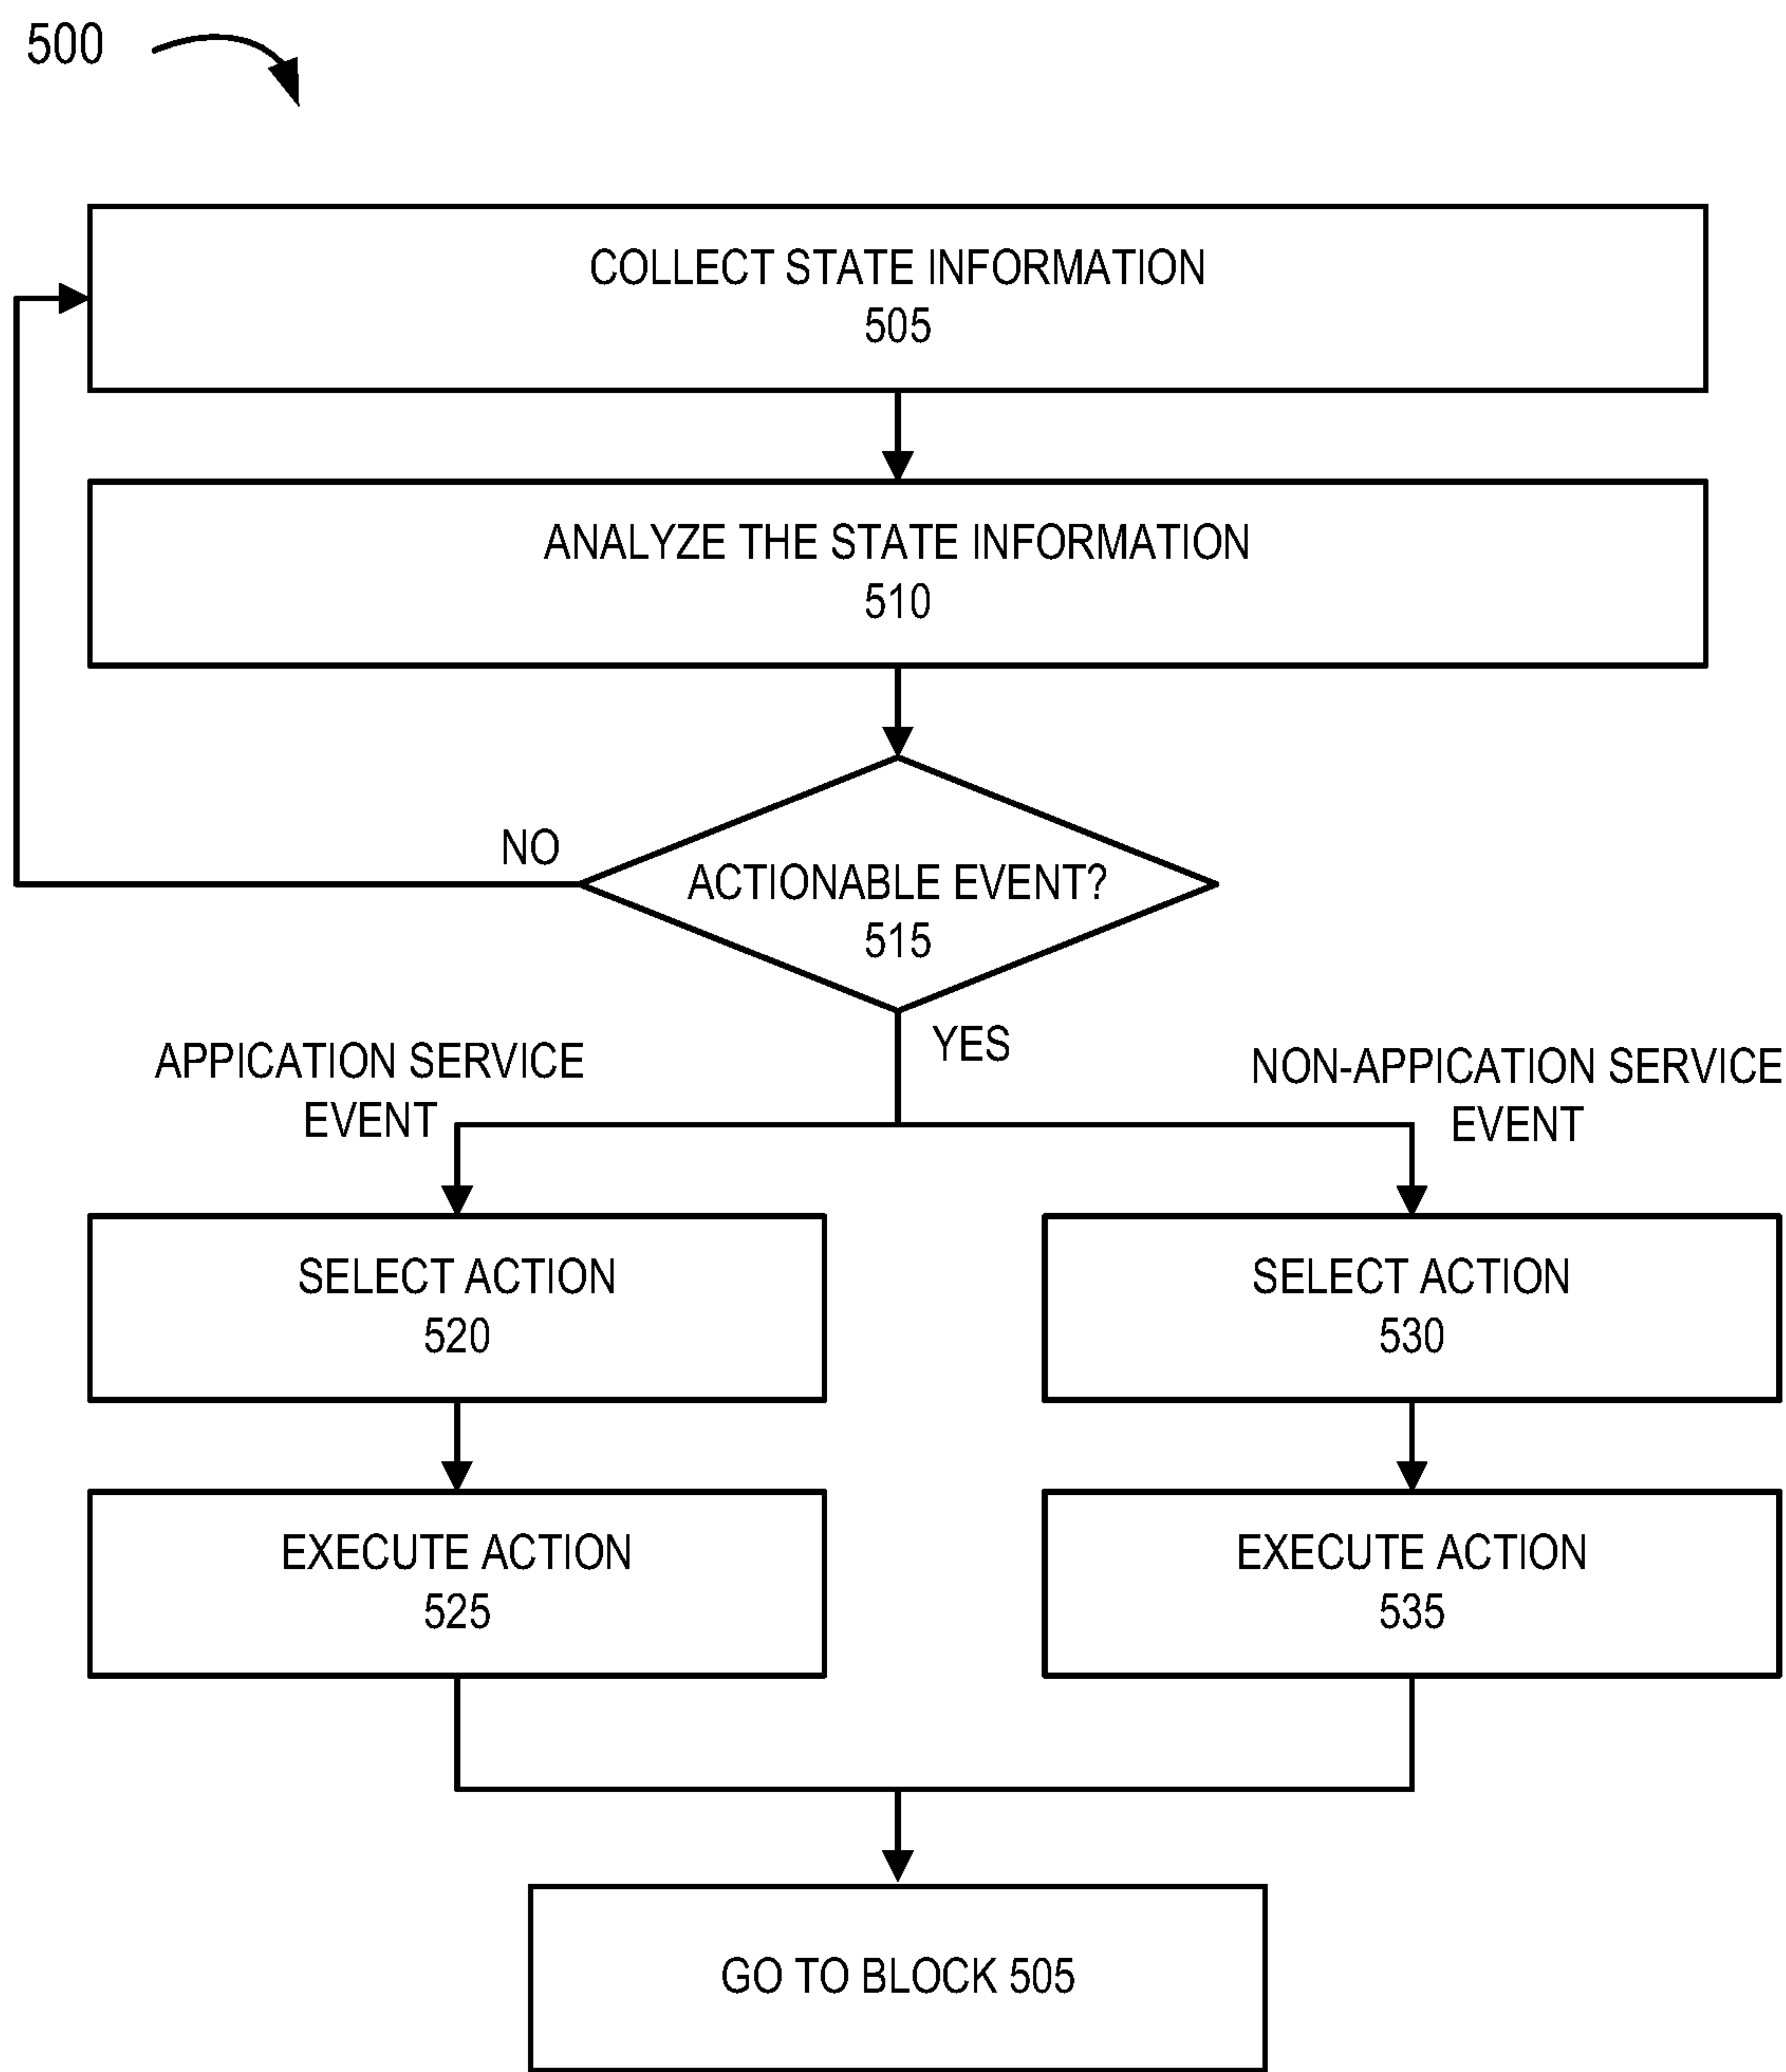 500
COLLECT STATE INFORMATION
505
ANALYZE THE STATE INFORMATION
510
NO
ACTIONABLE EVENT?
515
YES
APPICATION SERVICE
EVENT
NON-APPICATION SERVICE
EVENT
SELECT ACTION
520
SELECT ACTION
530
EXECUTE ACTION
525
EXECUTE ACTION
535
GO TO BLOCK 505